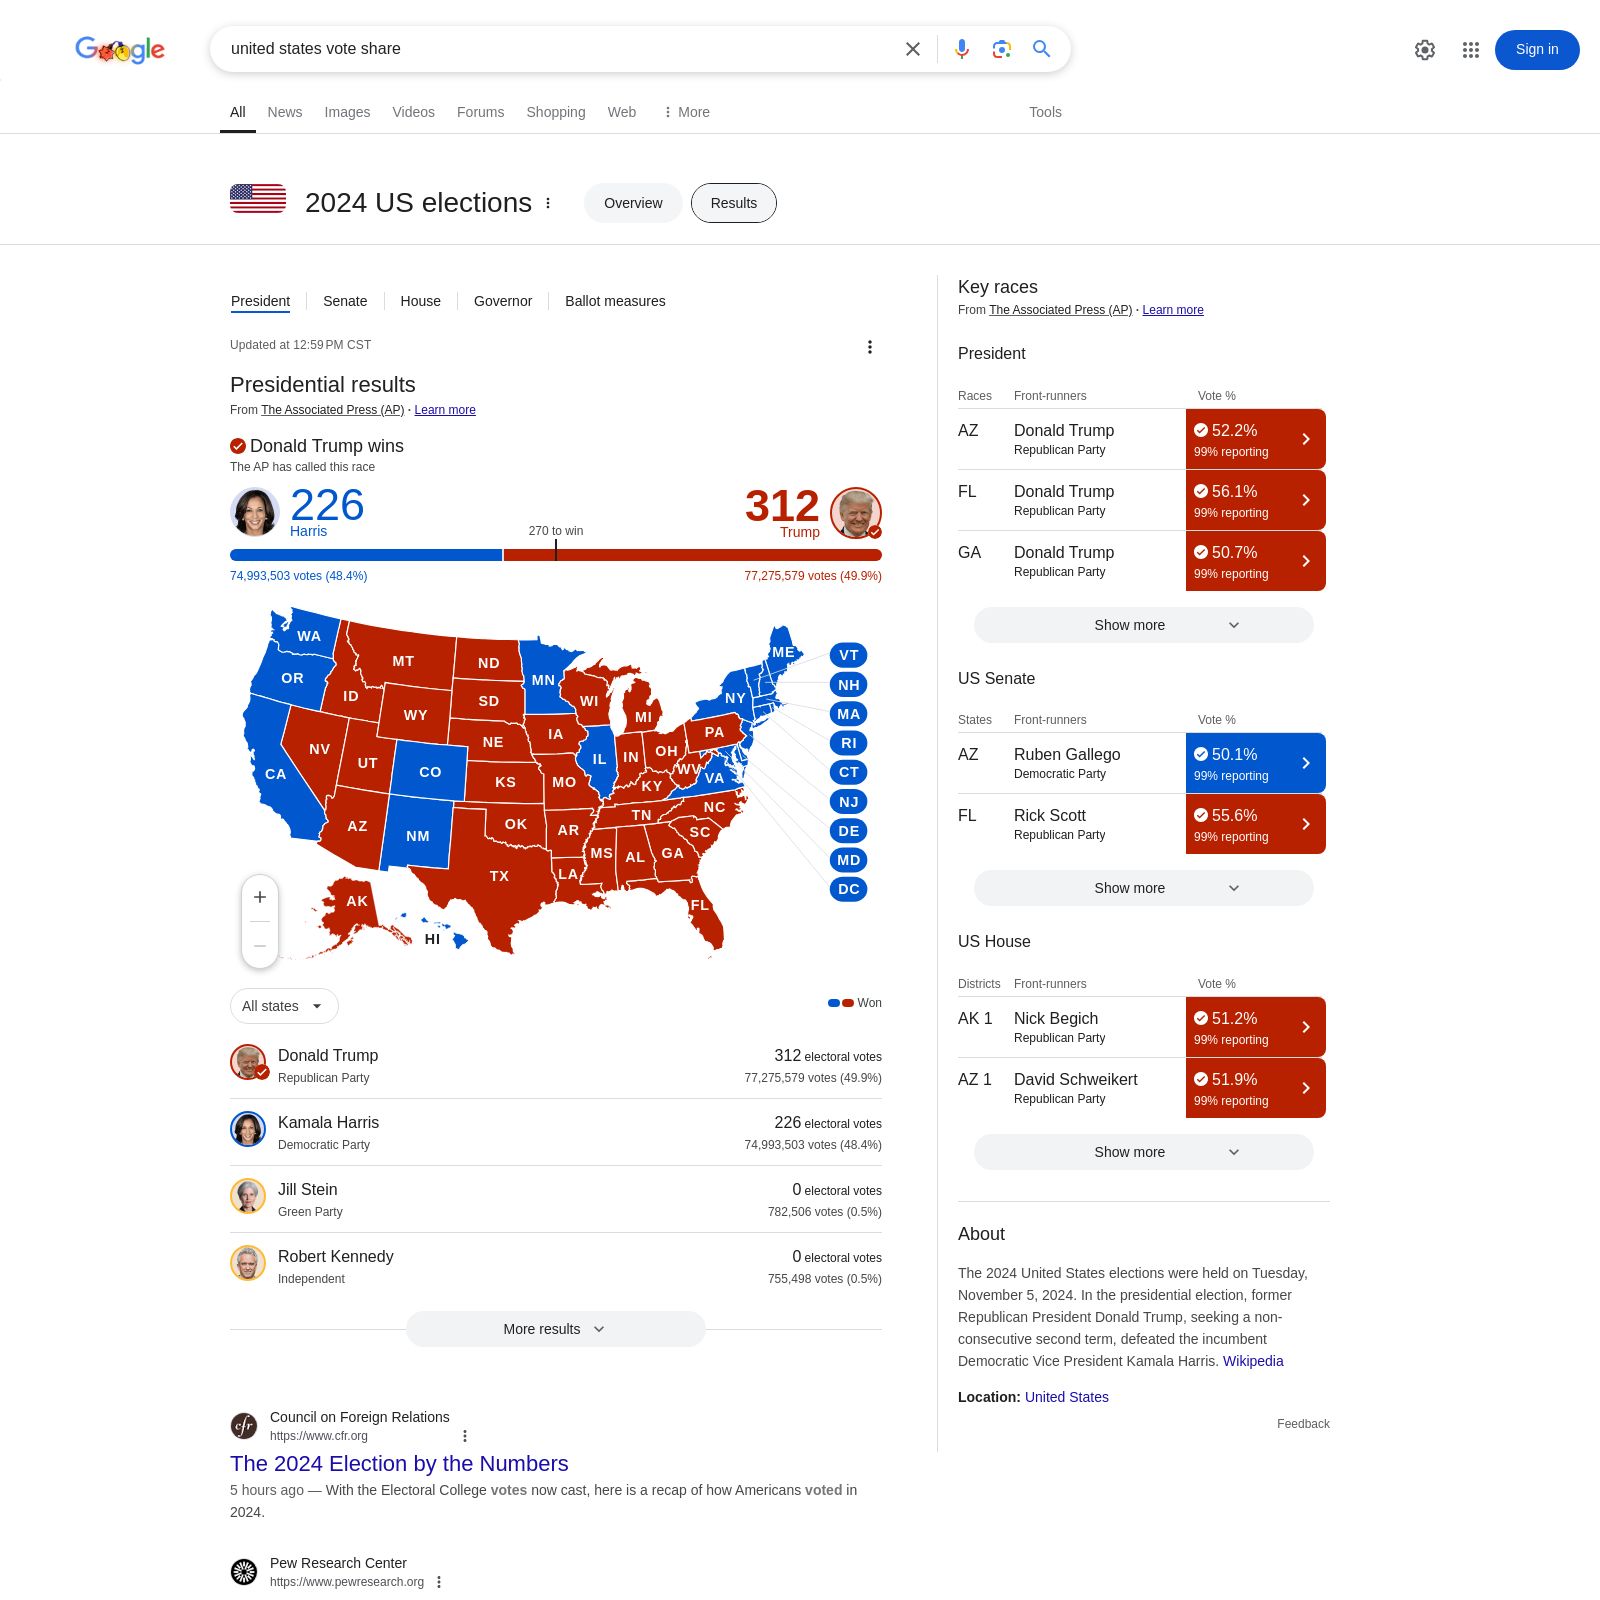 Google
united states vote share
Sign in
All News Images Videos Forums Shopping Web More Tools
2024 US elections Overview Results
President Senate House Governor Ballot measures
Updated at 12:59 PM CST
Presidential results
From The Associated Press (AP) · Learn more
Donald Trump wins
The AP has called this race
226 312
Harris 270 to win Trump
74,993,503 votes (48.4%) 77,275,579 votes (49.9%)
WA
OR
CA
MT
ID
WY
NV
UT
CO
AZ
NM
ND
SD
NE
KS
OK
TX
MN
IA
MO
AR
LA
WI
IL
MI
IN
OH
KY
TN
MS
AL
GA
FL
SC
NC
VA
WV
PA
NY
ME
AK
HI
VT
NH
MA
RI
CT
NJ
DE
MD
DC
+
−
All states Won
Donald Trump 312 electoral votes
Republican Party 77,275,579 votes (49.9%)
Kamala Harris 226 electoral votes
Democratic Party 74,993,503 votes (48.4%)
Jill Stein 0 electoral votes
Green Party 782,506 votes (0.5%)
Robert Kennedy 0 electoral votes
Independent 755,498 votes (0.5%)
More results
cfr
Council on Foreign Relations
https://www.cfr.org
The 2024 Election by the Numbers
5 hours ago — With the Electoral College votes now cast, here is a recap of how Americans voted in
2024.
Pew Research Center
https://www.pewresearch.org
Key races
From The Associated Press (AP) · Learn more
President
Races Front-runners Vote %
AZ Donald Trump 52.2%
Republican Party 99% reporting
FL Donald Trump 56.1%
Republican Party 99% reporting
GA Donald Trump 50.7%
Republican Party 99% reporting
Show more
US Senate
States Front-runners Vote %
AZ Ruben Gallego 50.1%
Democratic Party 99% reporting
FL Rick Scott 55.6%
Republican Party 99% reporting
Show more
US House
Districts Front-runners Vote %
AK 1 Nick Begich 51.2%
Republican Party 99% reporting
AZ 1 David Schweikert 51.9%
Republican Party 99% reporting
Show more
About
The 2024 United States elections were held on Tuesday,
November 5, 2024. In the presidential election, former
Republican President Donald Trump, seeking a non-
consecutive second term, defeated the incumbent
Democratic Vice President Kamala Harris. Wikipedia
Location: United States
Feedback